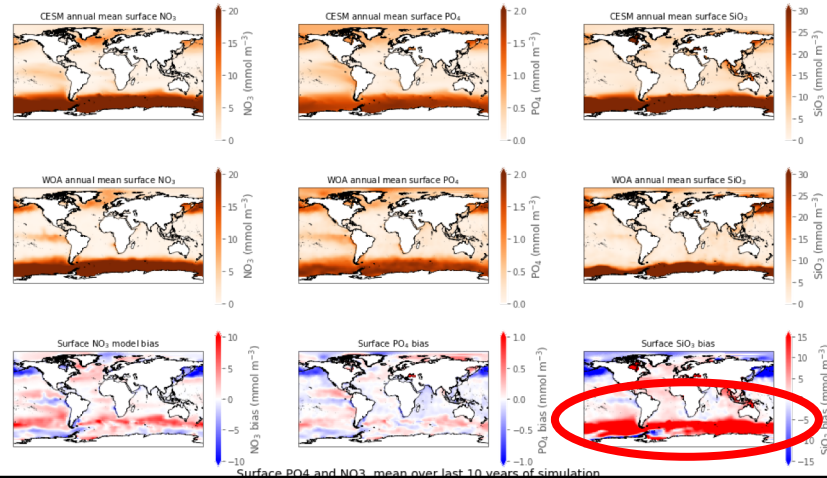 CESM annual mean surface NO₃
20
15
10
5
0
NO₃ (mmol m⁻³)
CESM annual mean surface PO₄
2.0
1.5
1.0
0.5
0.0
PO₄ (mmol m⁻³)
CESM annual mean surface SiO₃
30
25
20
15
10
5
0
SiO₃ (mmol m⁻³)
WOA annual mean surface NO₃
20
15
10
5
0
NO₃ (mmol m⁻³)
WOA annual mean surface PO₄
2.0
1.5
1.0
0.5
0.0
PO₄ (mmol m⁻³)
WOA annual mean surface SiO₃
30
25
20
15
10
5
0
SiO₃ (mmol m⁻³)
Surface NO₃ model bias
10
5
0
−5
−10
NO₃ bias (mmol m⁻³)
Surface PO₄ bias
1.0
0.5
0.0
−0.5
−1.0
PO₄ bias (mmol m⁻³)
Surface SiO₃ bias
15
10
5
−5
−10
−15
SiO₃ bias (mmol m⁻³)
Surface PO4 and NO3, mean over last 10 years of simulation